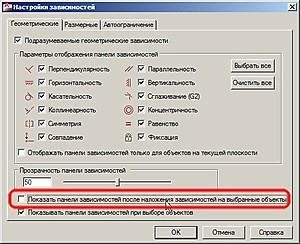 Настройки зависимостей
Геометрические Размерные Автоограничение
Подразумеваемые геометрические зависимости
Параметры отображения панели зависимостей
Перпендикулярность Параллельность Выбрать все
Горизонтальность Вертикальность Очистить все
Касательность Сглаживание (G2)
Коллинеарность Концентричность
Симметрия Равенство
Совпадение Фиксация
Отображать панели зависимостей только для объектов на текущей плоскости
Прозрачность панели зависимостей
50
Показать панели зависимостей после наложения зависимостей на выбранные объекты
Показывать панели зависимостей при выборе объектов
OK Отмена Справка